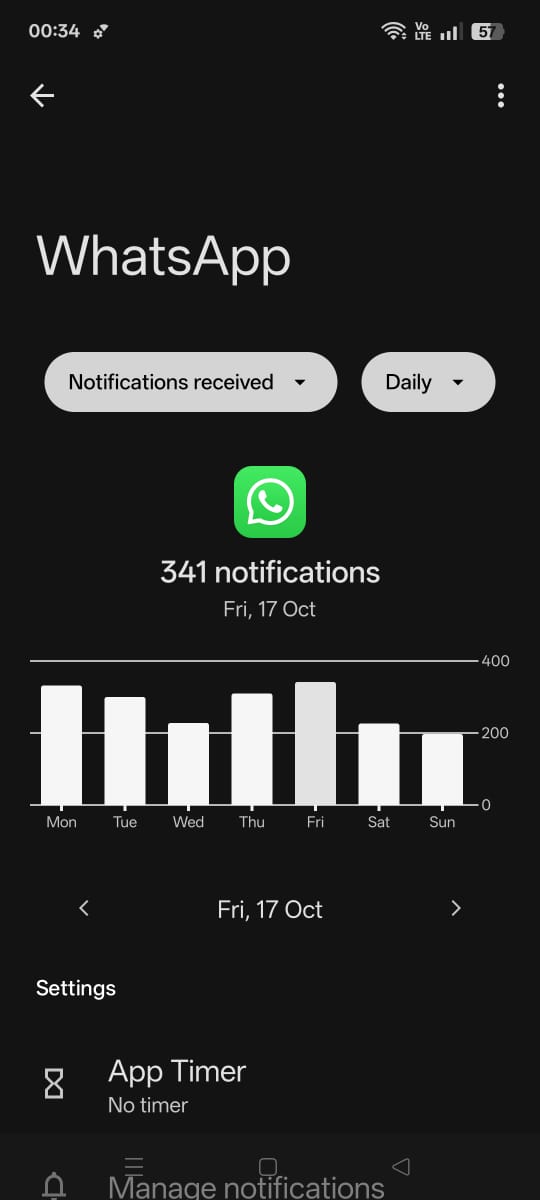 00:34
Vo
LTE
57
WhatsApp
Notifications received
Daily
341 notifications
Fri, 17 Oct
400
200
0
Mon Tue Wed Thu Fri Sat Sun
Fri, 17 Oct
Settings
App Timer
No timer
Manage notifications